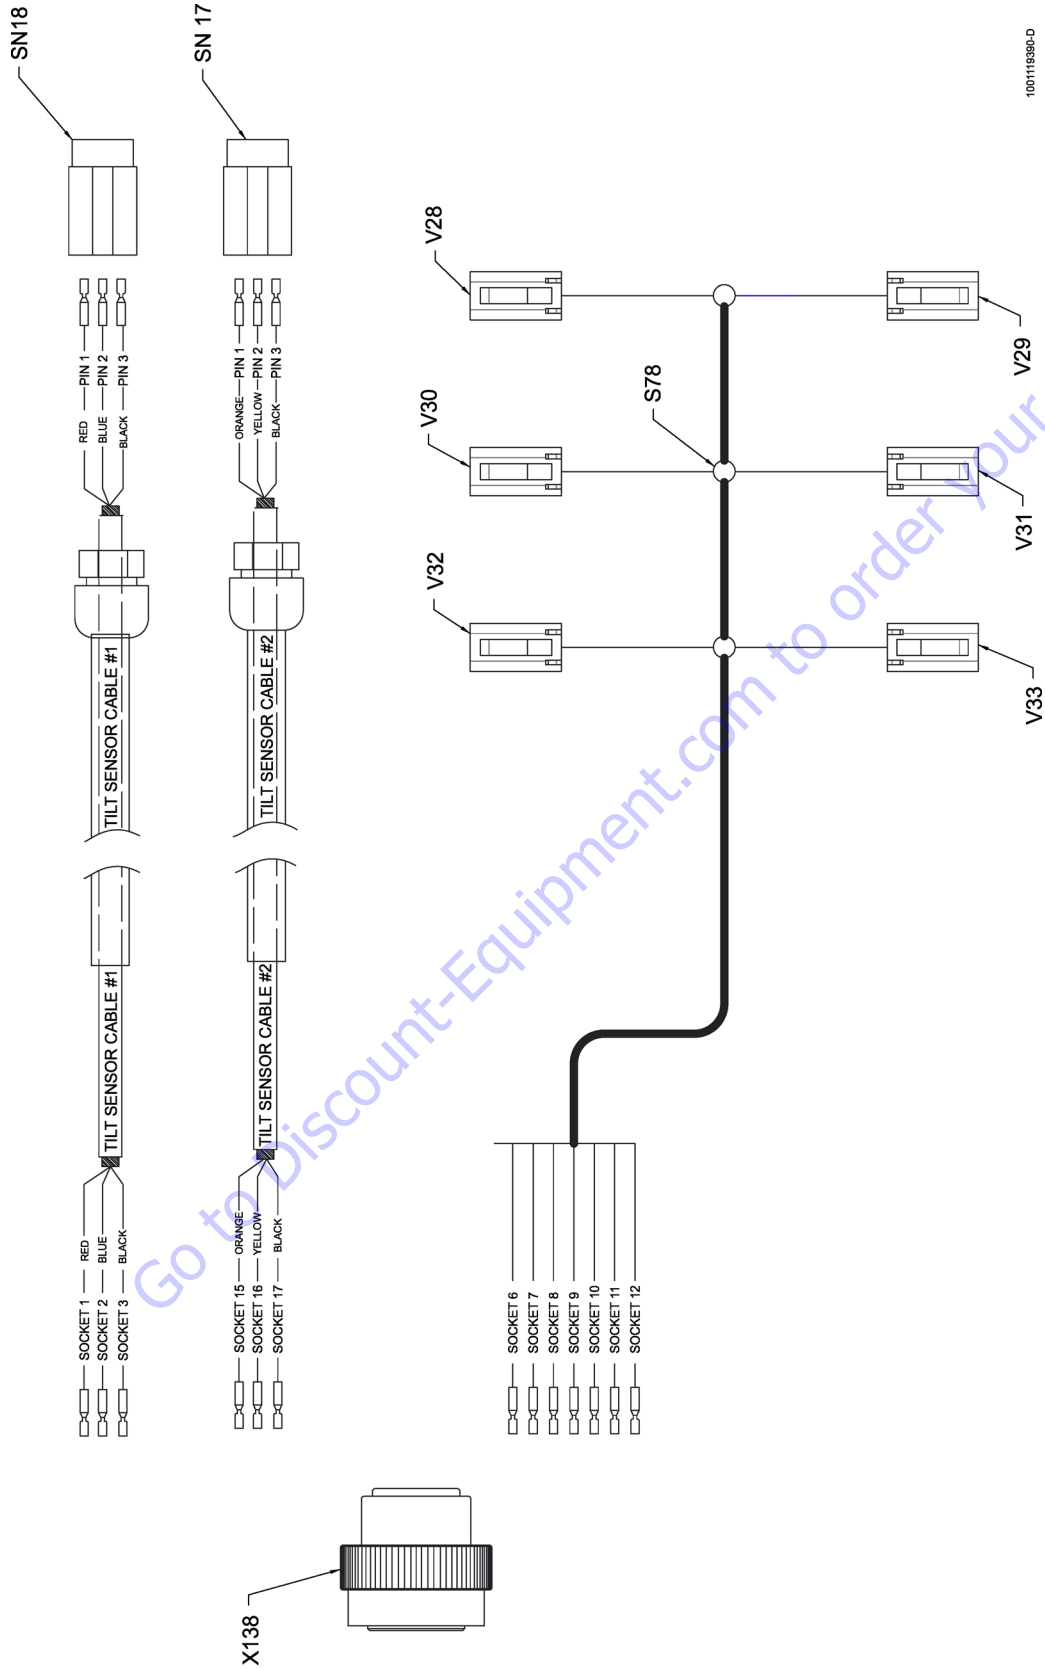 SN18
SN 17
RED PIN 1
BLUE PIN 2
BLACK PIN 3
TILT SENSOR CABLE #1
TILT SENSOR CABLE #1
SOCKET 1 RED
SOCKET 2 BLUE
SOCKET 3 BLACK
ORANGE PIN 1
YELLOW PIN 2
BLACK PIN 3
TILT SENSOR CABLE #2
TILT SENSOR CABLE #2
SOCKET 15 ORANGE
SOCKET 16 YELLOW
SOCKET 17 BLACK
V28
V30
V32
S78
V29
V31
V33
SOCKET 6
SOCKET 7
SOCKET 8
SOCKET 9
SOCKET 10
SOCKET 11
SOCKET 12
X138
1001119390-D
Go to Discount-Equipment.com to order your